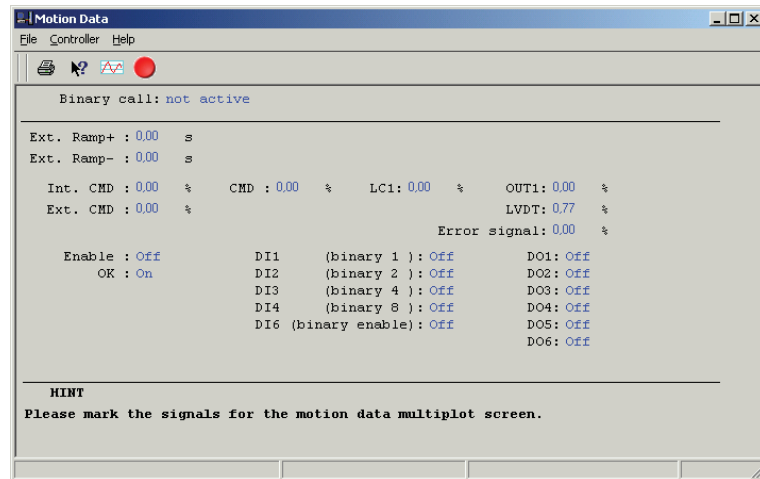 Motion Data
File Controller Help
Binary call: not active
Ext. Ramp+ : 0,00 s
Ext. Ramp- : 0,00 s
Int. CMD : 0,00 % CMD : 0,00 % LC1: 0,00 % OUT1: 0,00 %
Ext. CMD : 0,00 % LVDT: 0,77 %
Error signal: 0,00 %
Enable : Off DI1 (binary 1 ): Off DO1: Off
OK : On DI2 (binary 2 ): Off DO2: Off
DI3 (binary 4 ): Off DO3: Off
DI4 (binary 8 ): Off DO4: Off
DI6 (binary enable): Off DO5: Off
DO6: Off
HINT
Please mark the signals for the motion data multiplot screen.